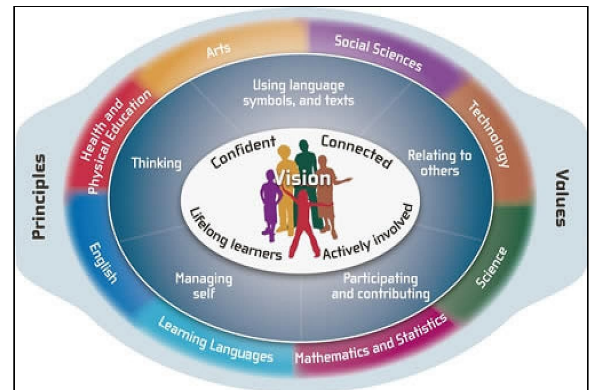 Principles
Values
Arts
Social Sciences
Technology
Science
Mathematics and Statistics
Learning Languages
English
Health and
Physical Education
Using language
symbols, and texts
Thinking
Relating to
others
Managing
self
Participating
and contributing
Confident
Connected
Vision
Lifelong learners
Actively involved